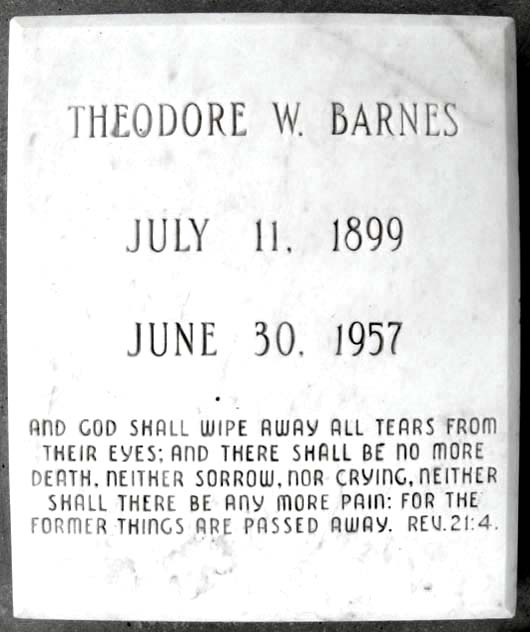 THEODORE W. BARNES
JULY 11, 1899
JUNE 30, 1957
AND GOD SHALL WIPE AWAY ALL TEARS FROM
THEIR EYES; AND THERE SHALL BE NO MORE
DEATH, NEITHER SORROW, NOR CRYING, NEITHER
SHALL THERE BE ANY MORE PAIN: FOR THE
FORMER THINGS ARE PASSED AWAY. REV. 21:4.